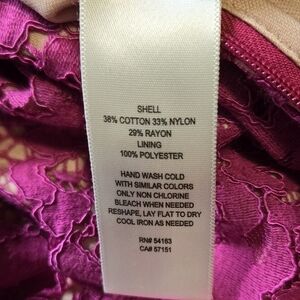 SHELL
38% COTTON 33% NYLON
29% RAYON
LINING
100% POLYESTER
HAND WASH COLD
WITH SIMILAR COLORS
ONLY NON CHLORINE
BLEACH WHEN NEEDED
RESHAPE, LAY FLAT TO DRY
COOL IRON AS NEEDED
RN# 54163
CA# 57151